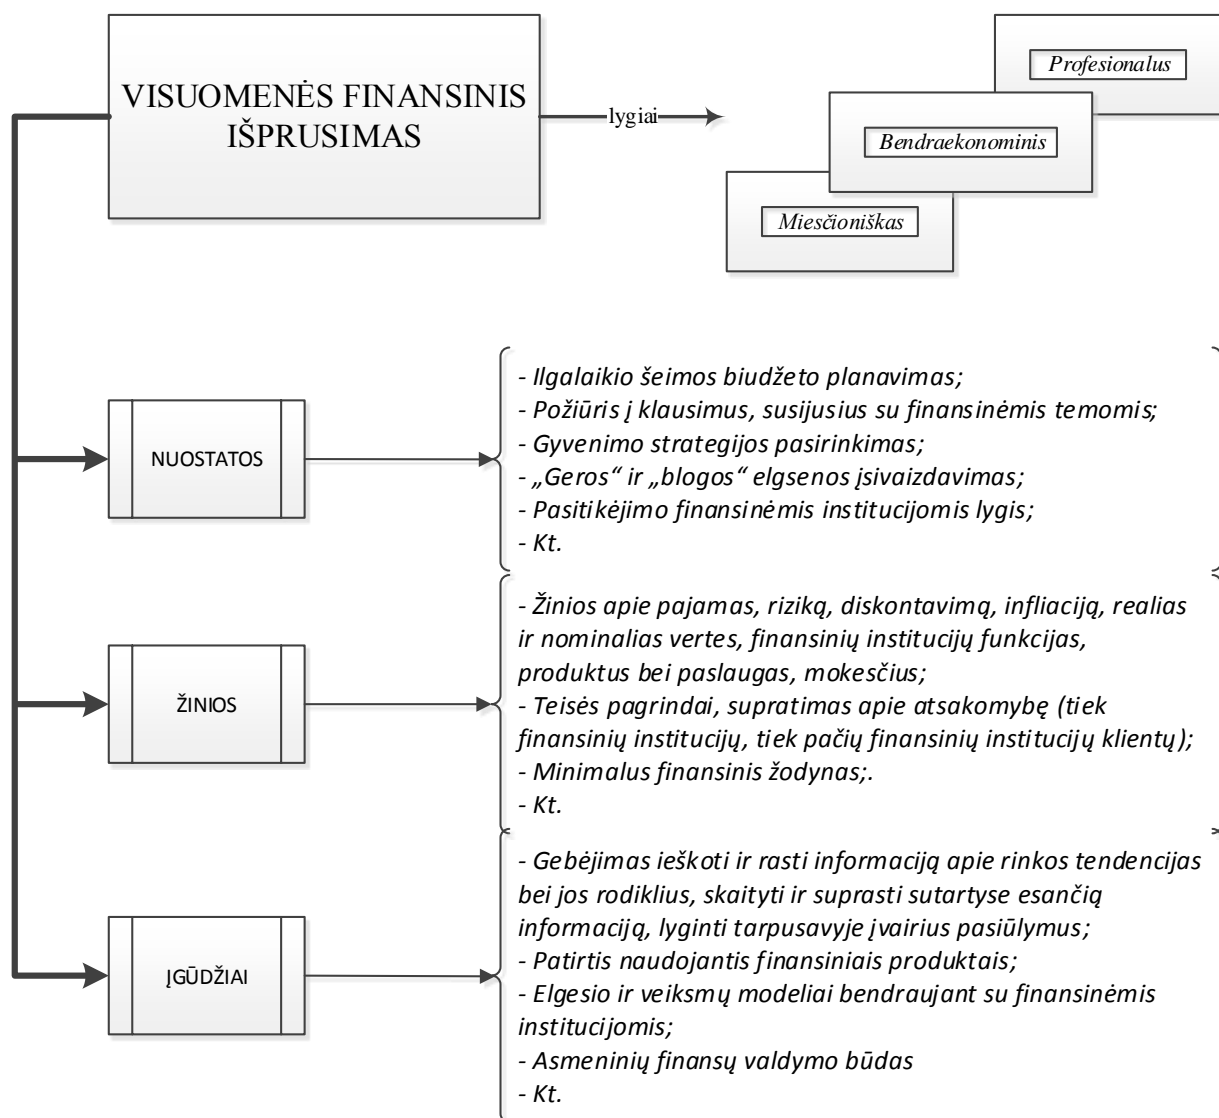 VISUOMENĖS FINANSINIS
IŠPRUSIMAS
lygiai
Profesionalus
Bendraekonominis
Miesčioniškas
NUOSTATOS
- Ilgalaikio šeimos biudžeto planavimas;
- Požiūris į klausimus, susijusius su finansinėmis temomis;
- Gyvenimo strategijos pasirinkimas;
- „Geros“ ir „blogos“ elgsenos įsivaizdavimas;
- Pasitikėjimo finansinėmis institucijomis lygis;
- Kt.
ŽINIOS
- Žinios apie pajamas, riziką, diskontavimą, infliaciją, realias
ir nominalias vertes, finansinių institucijų funkcijas,
produktus bei paslaugas, mokesčius;
- Teisės pagrindai, supratimas apie atsakomybę (tiek
finansinių institucijų, tiek pačių finansinių institucijų klientų);
- Minimalus finansinis žodynas;.
- Kt.
ĮGŪDŽIAI
- Gebėjimas ieškoti ir rasti informaciją apie rinkos tendencijas
bei jos rodiklius, skaityti ir suprasti sutartyse esančią
informaciją, lyginti tarpusavyje įvairius pasiūlymus;
- Patirtis naudojantis finansiniais produktais;
- Elgesio ir veiksmų modeliai bendraujant su finansinėmis
institucijomis;
- Asmeninių finansų valdymo būdas
- Kt.